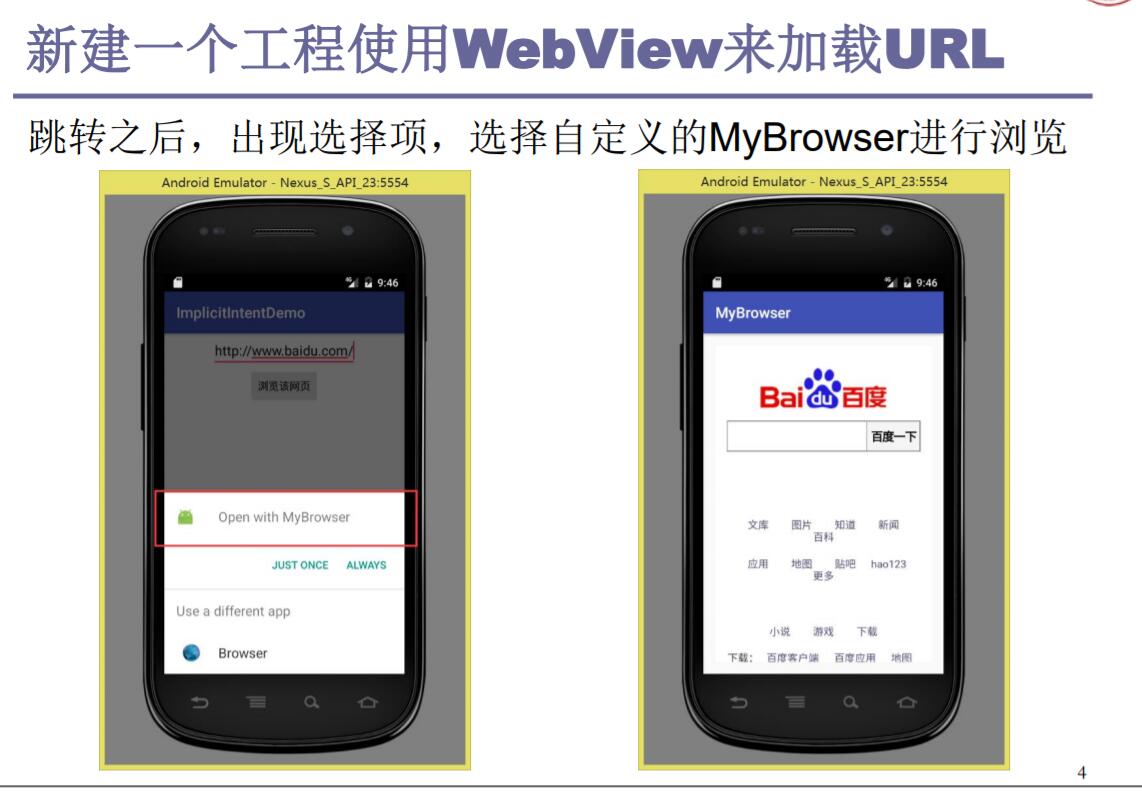 新建一个工程使用WebView来加载URL
跳转之后，出现选择项，选择自定义的MyBrowser进行浏览
Android Emulator - Nexus_S_API_23:5554
4G 9:46
ImplicitIntentDemo
http://www.baidu.com/
浏览该网页
Open with MyBrowser
JUST ONCE ALWAYS
Use a different app
Browser
Android Emulator - Nexus_S_API_23:5554
4G 9:46
MyBrowser
Bai du 百度
百度一下
文库 图片 知道 新闻
百科
应用 地图 贴吧 hao123
更多
小说 游戏 下载
下载： 百度客户端 百度应用 地图
4